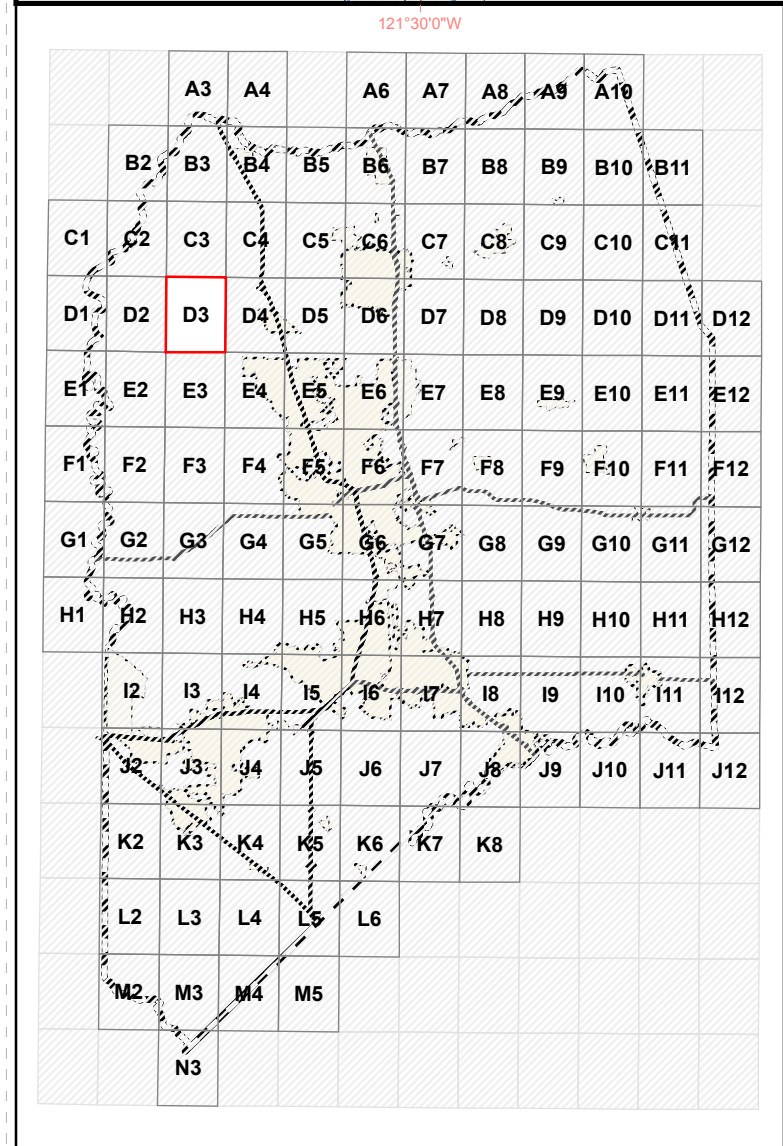 121°30'0"W
A3 A4 A6 A7 A8 A9 A10
B2 B3 B4 B5 B6 B7 B8 B9 B10 B11
C1 C2 C3 C4 C5 C6 C7 C8 C9 C10 C11
D1 D2 D3 D4 D5 D6 D7 D8 D9 D10 D11 D12
E1 E2 E3 E4 E5 E6 E7 E8 E9 E10 E11 E12
F1 F2 F3 F4 F5 F6 F7 F8 F9 F10 F11 F12
G1 G2 G3 G4 G5 G6 G7 G8 G9 G10 G11 G12
H1 H2 H3 H4 H5 H6 H7 H8 H9 H10 H11 H12
I2 I3 I4 I5 I6 I7 I8 I9 I10 I11 I12
J2 J3 J4 J5 J6 J7 J8 J9 J10 J11 J12
K2 K3 K4 K5 K6 K7 K8
L2 L3 L4 L5 L6
M2 M3 M4 M5
N3